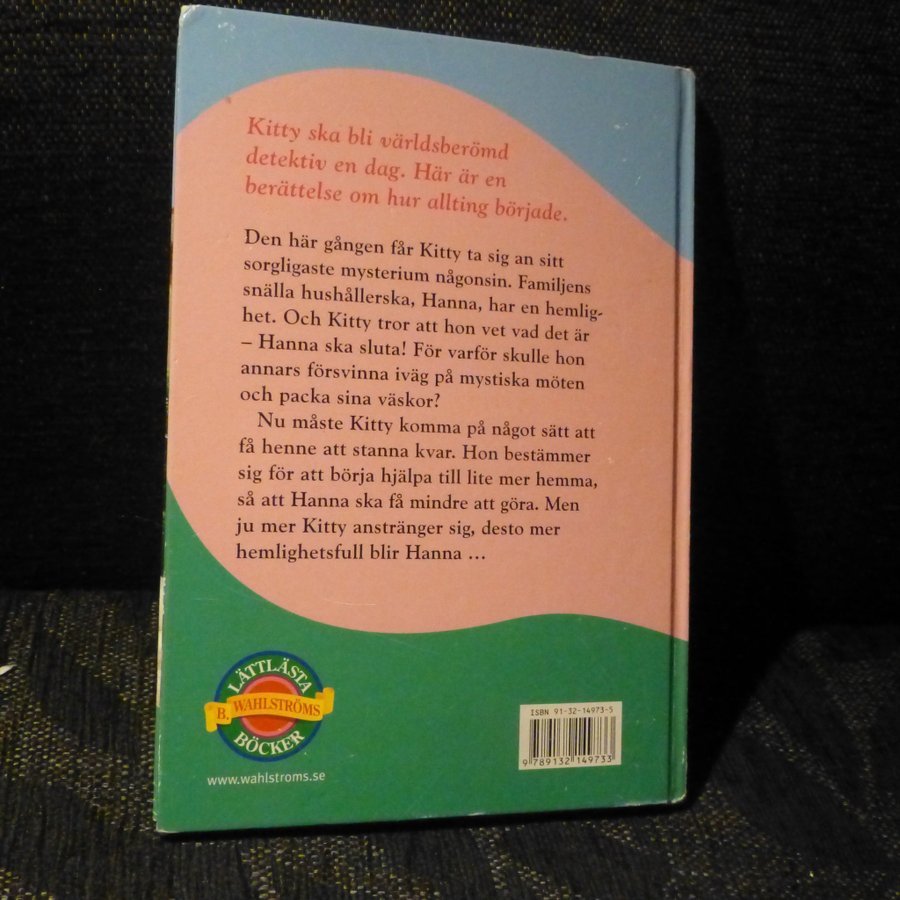 Kitty ska bli världsberömd
detektiv en dag. Här är en
berättelse om hur allting började.
Den här gången får Kitty ta sig an sitt
sorgligaste mysterium någonsin. Familjens
snälla hushållerska, Hanna, har en hemlig-
het. Och Kitty tror att hon vet vad det är
– Hanna ska sluta! För varför skulle hon
annars försvinna iväg på mystiska möten
och packa sina väskor?
Nu måste Kitty komma på något sätt att
få henne att stanna kvar. Hon bestämmer
sig för att börja hjälpa till lite mer hemma,
så att Hanna ska få mindre att göra. Men
ju mer Kitty anstränger sig, desto mer
hemlighetsfull blir Hanna ...
LÄTTLÄSTA
B. WAHLSTRÖMS
BÖCKER
www.wahlstroms.se
ISBN 91-32-14973-5
9 789132 149733